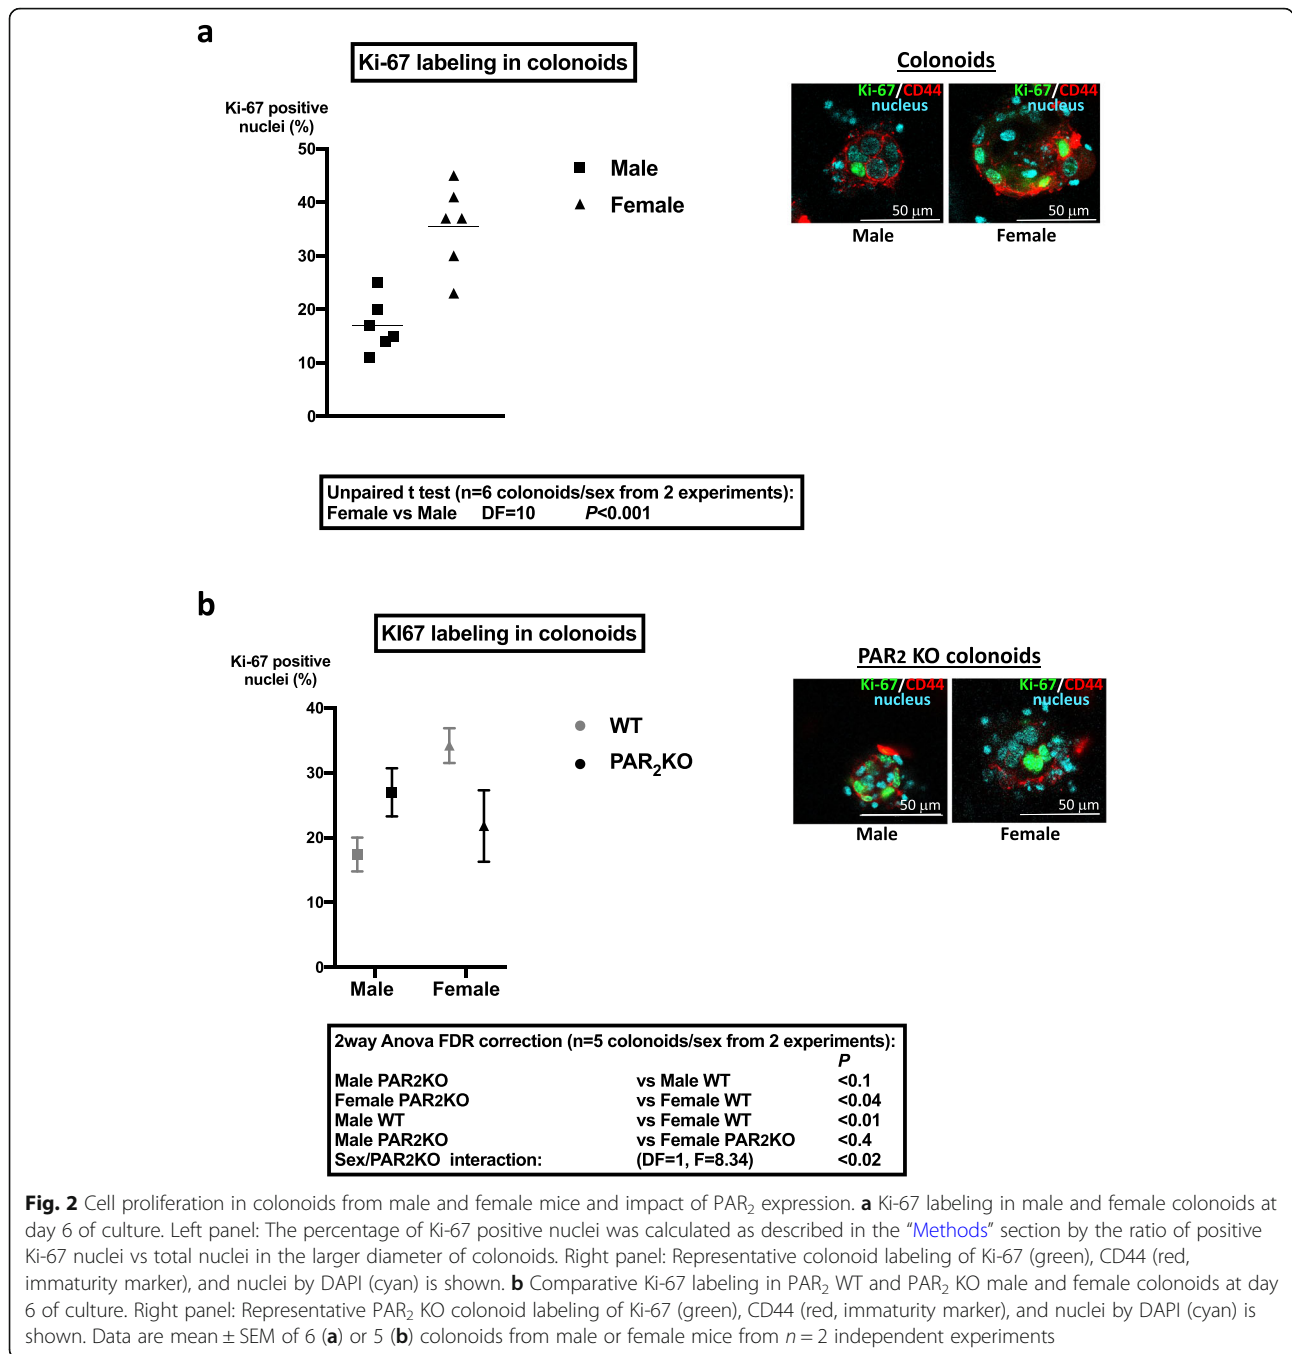 a
Ki-67 labeling in colonoids
Ki-67 positive
nuclei (%)
50
40
30
20
10
0
Male
Female
Colonoids
Ki-67/CD44
nucleus
50 µm
Male
Ki-67/CD44
nucleus
50 µm
Female
Unpaired t test (n=6 colonoids/sex from 2 experiments):
Female vs Male DF=10 P<0.001
b
KI67 labeling in colonoids
Ki-67 positive
nuclei (%)
40
30
20
10
0
Male Female
WT
PAR2KO
PAR2 KO colonoids
Ki-67/CD44
nucleus
50 µm
Male
Ki-67/CD44
nucleus
50 µm
Female
2way Anova FDR correction (n=5 colonoids/sex from 2 experiments):
P
Male PAR2KO vs Male WT <0.1
Female PAR2KO vs Female WT <0.04
Male WT vs Female WT <0.01
Male PAR2KO vs Female PAR2KO <0.4
Sex/PAR2KO interaction: (DF=1, F=8.34) <0.02
Fig. 2 Cell proliferation in colonoids from male and female mice and impact of PAR2 expression. a Ki-67 labeling in male and female colonoids at
day 6 of culture. Left panel: The percentage of Ki-67 positive nuclei was calculated as described in the “Methods” section by the ratio of positive
Ki-67 nuclei vs total nuclei in the larger diameter of colonoids. Right panel: Representative colonoid labeling of Ki-67 (green), CD44 (red,
immaturity marker), and nuclei by DAPI (cyan) is shown. b Comparative Ki-67 labeling in PAR2 WT and PAR2 KO male and female colonoids at day
6 of culture. Right panel: Representative PAR2 KO colonoid labeling of Ki-67 (green), CD44 (red, immaturity marker), and nuclei by DAPI (cyan) is
shown. Data are mean ± SEM of 6 (a) or 5 (b) colonoids from male or female mice from n = 2 independent experiments